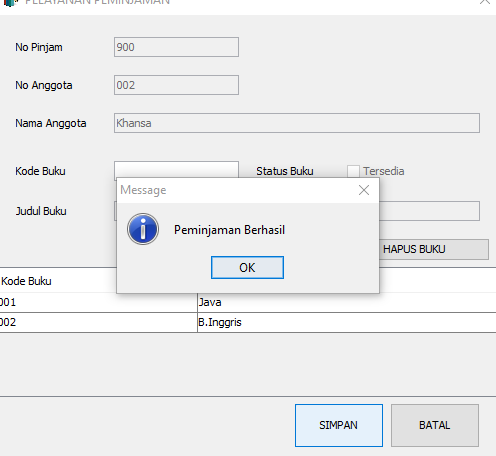 PELAYANAN PEMINJAMAN
No Pinjam 900
No Anggota 002
Nama Anggota Khansa
Kode Buku Status Buku Tersedia
Message
Judul Buku
Peminjaman Berhasil
HAPUS BUKU
OK
Kode Buku
001 Java
002 B.Inggris
SIMPAN BATAL